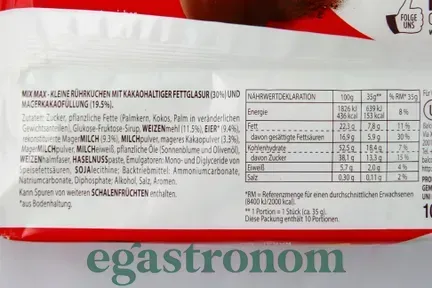 FOLGE
UNS
MIX MAX - KLEINE RÜHRKUCHEN MIT KAKAOHALTIGER FETTGLASUR (30%) UND
MAGERKAKAOFÜLLUNG (19.5%).
Zutaten: Zucker, pflanzliche Fette (Palmkern, Kokos, Palm in veränderlichen
Gewichtsanteilen), Glukose-Fruktose-Sirup, WEIZENmehl (11.5%), EIER* (9.4%),
rekonstituierte MagerMILCH (9.3%), MILCHpulver, mageres Kakaopulver (3.3%),
MagerMILCHpulver, MILCHeiweiß, pflanzliche Öle (Sonnenblume und Olivenöl),
WEIZENhalmfaser, HASELNUSSpaste, Emulgatoren: Mono- und Diglyceride von
Speisefettsäuren, SOJAlecithine; Backtriebmittel: Ammoniumcarbonate,
Natriumcarbonate, Diphosphate; Alkohol, Salz, Aromen.
Kann Spuren von weiteren SCHALENFRÜCHTEN enthalten.
*aus Bodenhaltung
NÄHRWERTDEKLARATION 100g 35g** % RM* 35g
Energie 1826 kJ 436 kcal 639 kJ 153 kcal 8 %
Fett 22,3 g 7,8 g 11 %
davon gesättigte Fettsäuren 16,9 g 5,9 g 30 %
Kohlenhydrate 52,5 g 18,4 g 7 %
davon Zucker 38,1 g 13,3 g 15 %
Eiweiß 5,7 g 2,0 g 4 %
Salz 0,30 g 0,11 g 2 %
*RM = Referenzmenge für einen durchschnittlichen Erwachsenen
(8400 kJ/2000 kcal).
** 1 Portion = 1 Stück (ca. 35 g).
Diese Packung enthält 10 Portionen.
egastronom